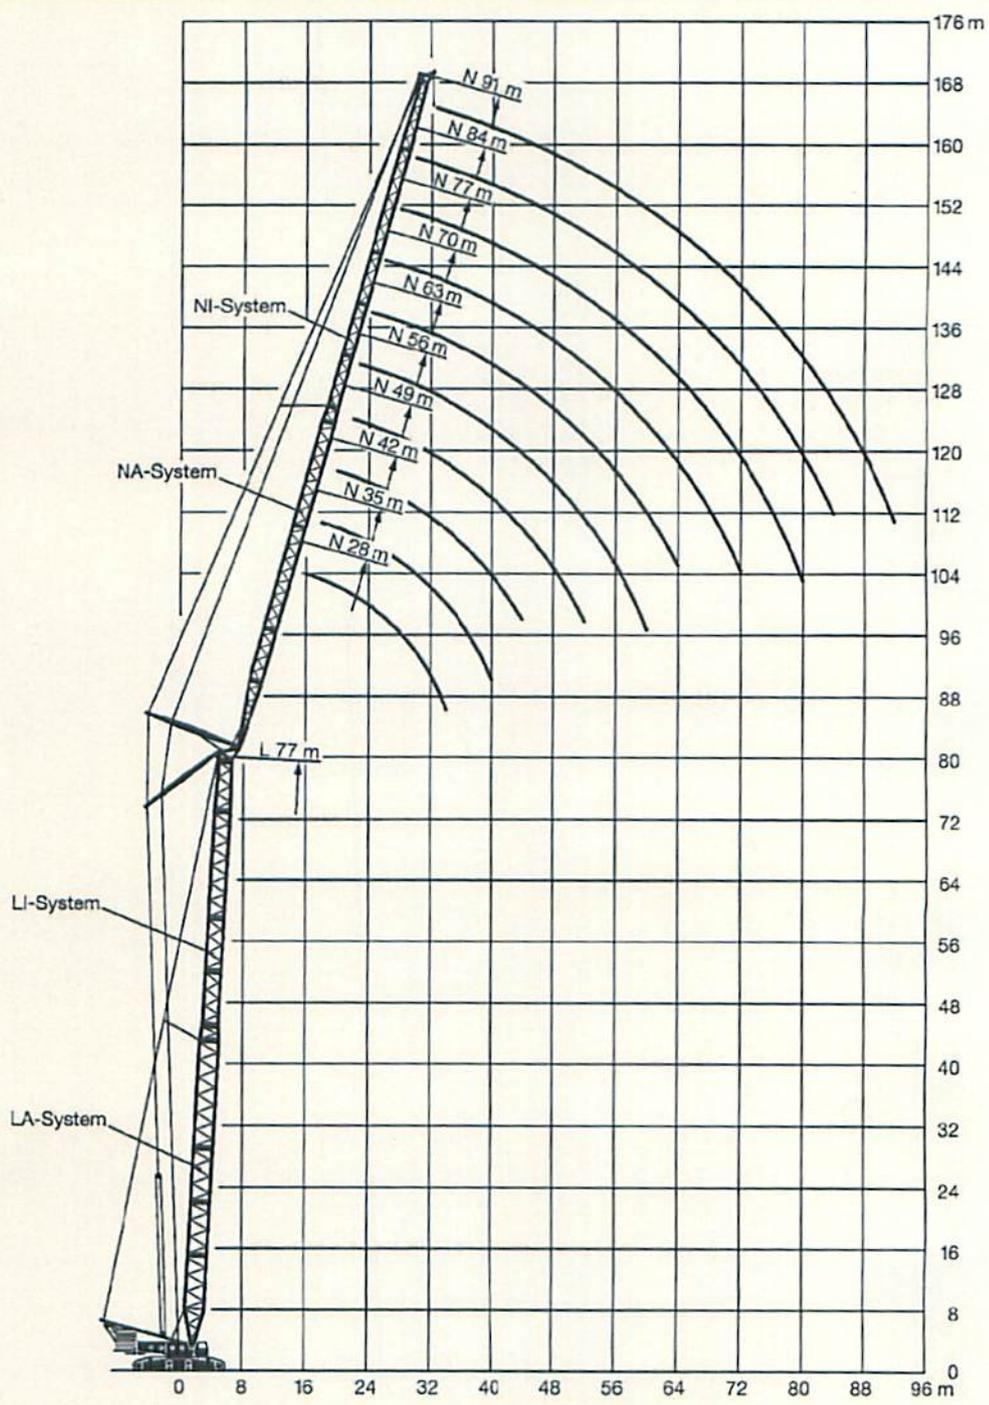 176 m
N 91 m
168
N 84 m
160
N 77 m
152
N 70 m
144
N 63 m
NI-System
136
N 56 m
128
N 49 m
N 42 m
120
NA-System
N 35 m
112
N 28 m
104
96
88
L 77 m
80
72
64
LI-System
56
48
40
LA-System
32
24
16
8
0
0 8 16 24 32 40 48 56 64 72 80 88 96 m